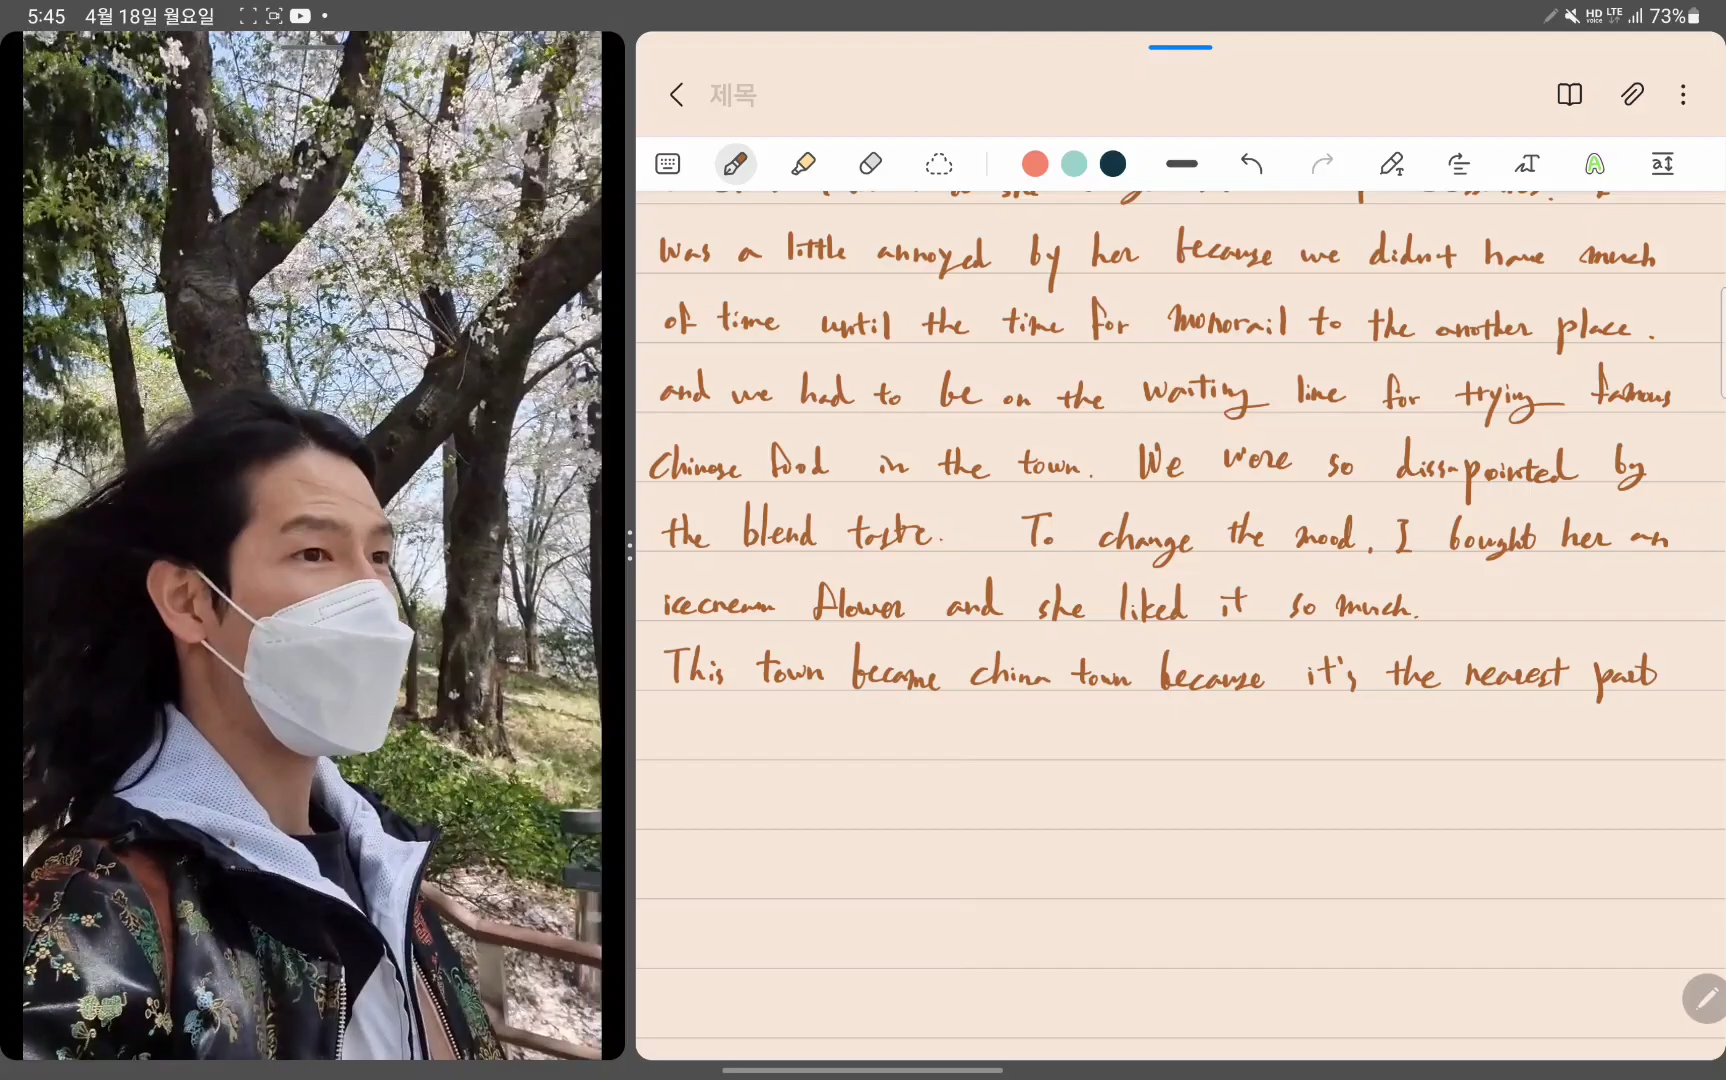 5:45 4월 18일 월요일
HD voice LTE 73%
제목
was a little annoyed by her because we didn't have much
of time until the time for monorail to the another place.
and we had to be on the waiting line for trying famous
Chinese food in the town. We were so dissapointed by
the blend taste. To change the mood, I bought her an
icecream flower and she liked it so much.
This town became china town because it's the nearest part